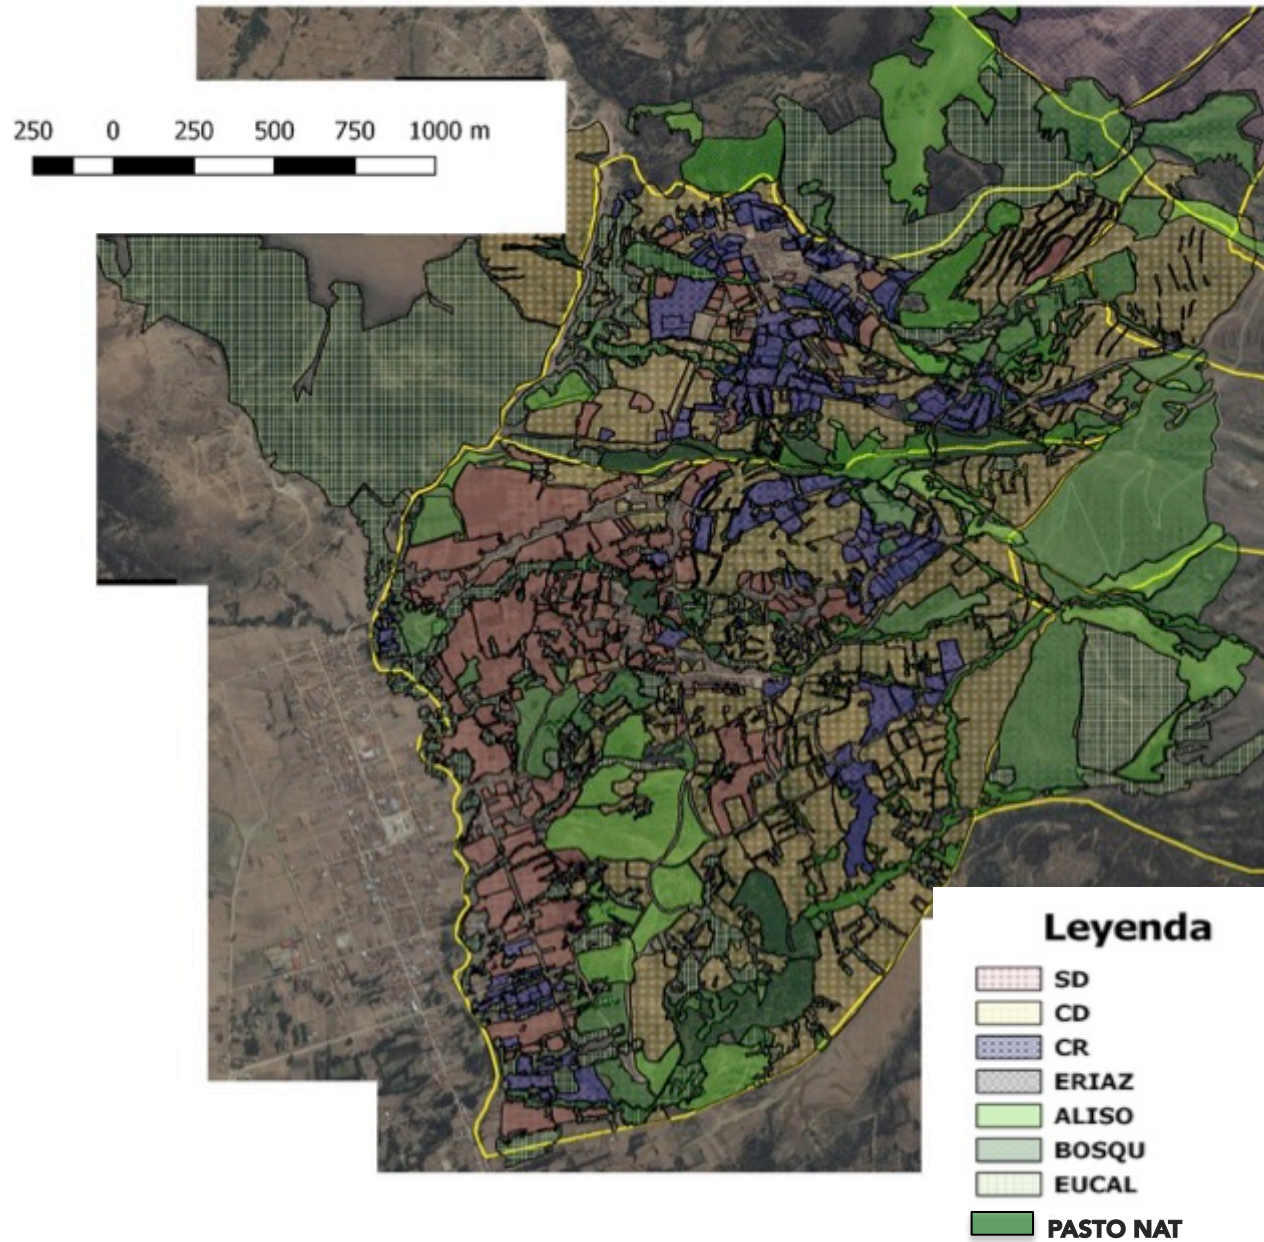 250 0 250 500 750 1000 m
Leyenda
SD
CD
CR
ERIAZ
ALISO
BOSQU
EUCAL
PASTO NAT